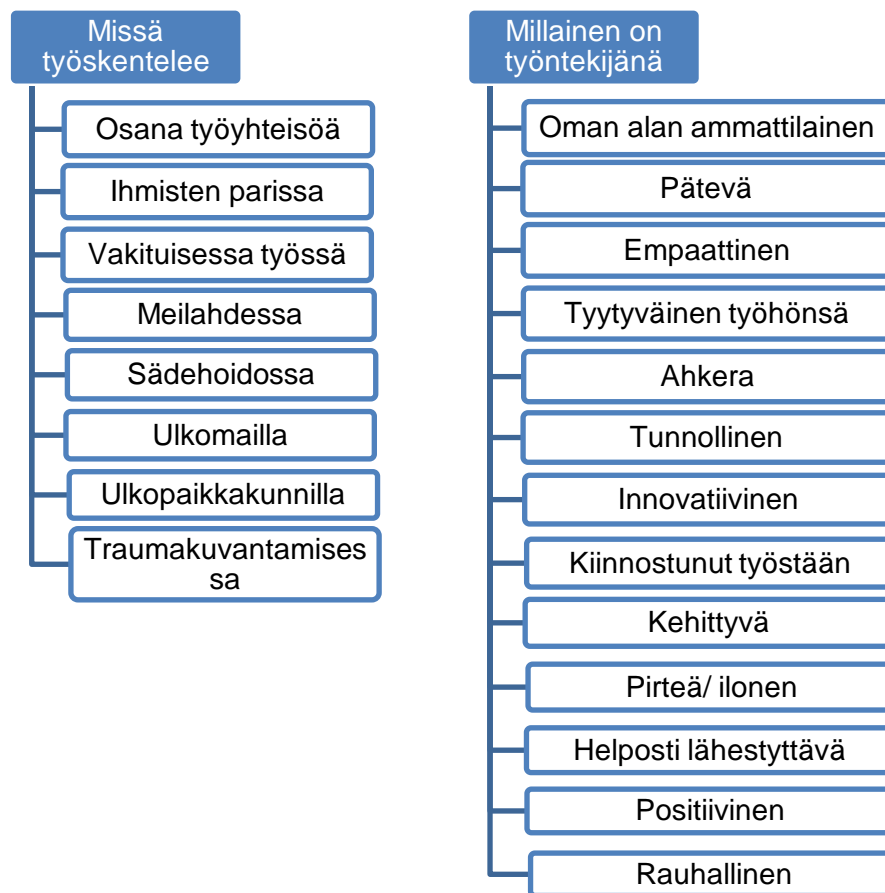 Missä
työskentelee
Osana työyhteisöä
Ihmisten parissa
Vakituisessa työssä
Meilahdessa
Sädehoidossa
Ulkomailla
Ulkopaikkakunnilla
Traumakuvantamises
sa
Millainen on
työntekijänä
Oman alan ammattilainen
Pätevä
Empaattinen
Tyytyväinen työhönsä
Ahkera
Tunnollinen
Innovatiivinen
Kiinnostunut työstään
Kehittyvä
Pirteä/ ilonen
Helposti lähestyttävä
Positiivinen
Rauhallinen